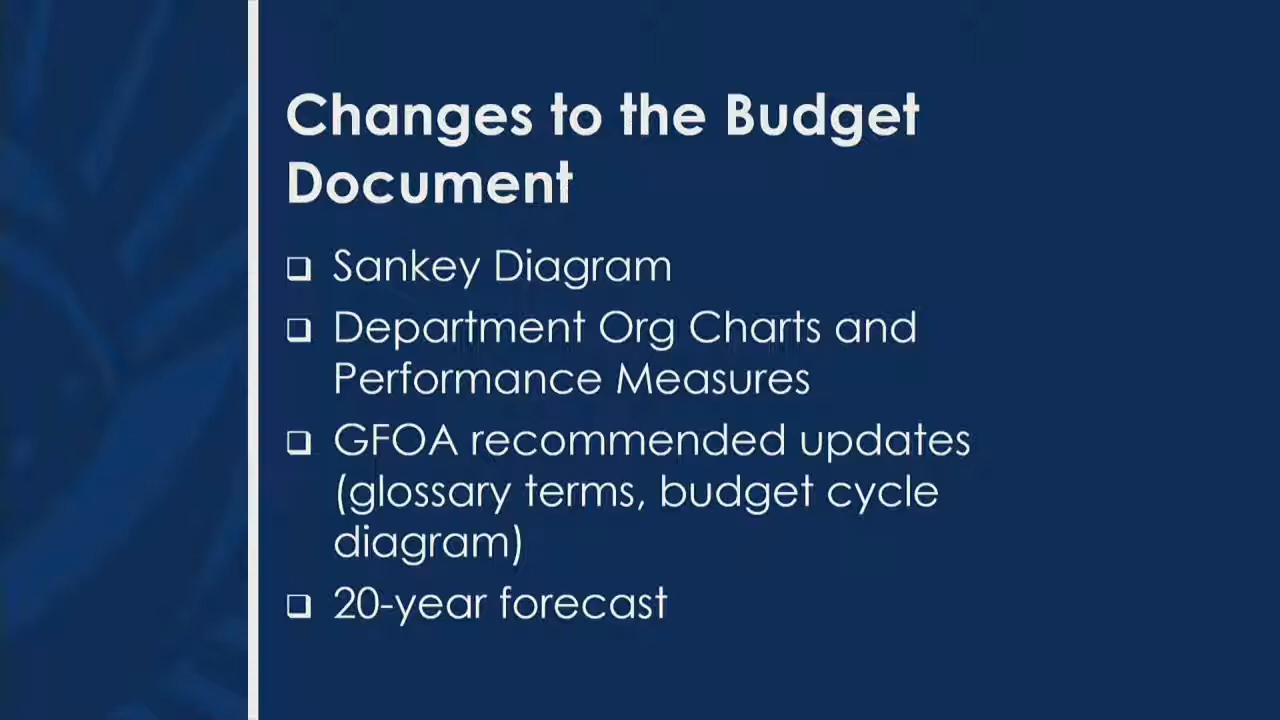 Changes to the Budget
Document
❑ Sankey Diagram
❑ Department Org Charts and
Performance Measures
❑ GFOA recommended updates
(glossary terms, budget cycle
diagram)
❑ 20-year forecast